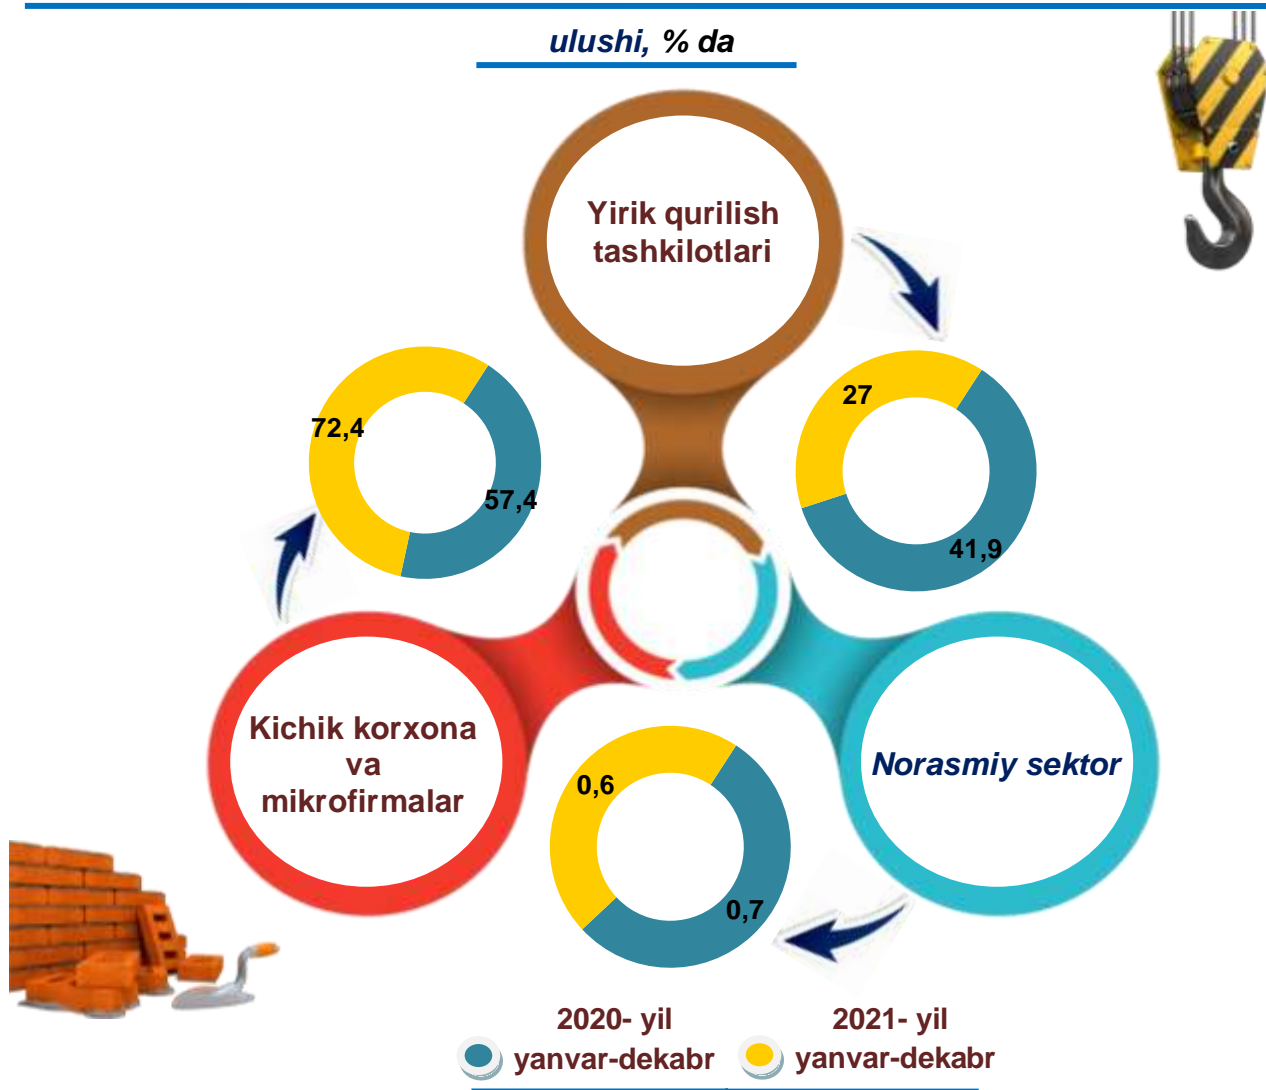 ulushi, % da
Yirik qurilish
tashkilotlari
72,4
57,4
27
41,9
Kichik korxona
va
mikrofirmalar
Norasmiy sektor
0,6
0,7
2020- yil
yanvar-dekabr
2021- yil
yanvar-dekabr